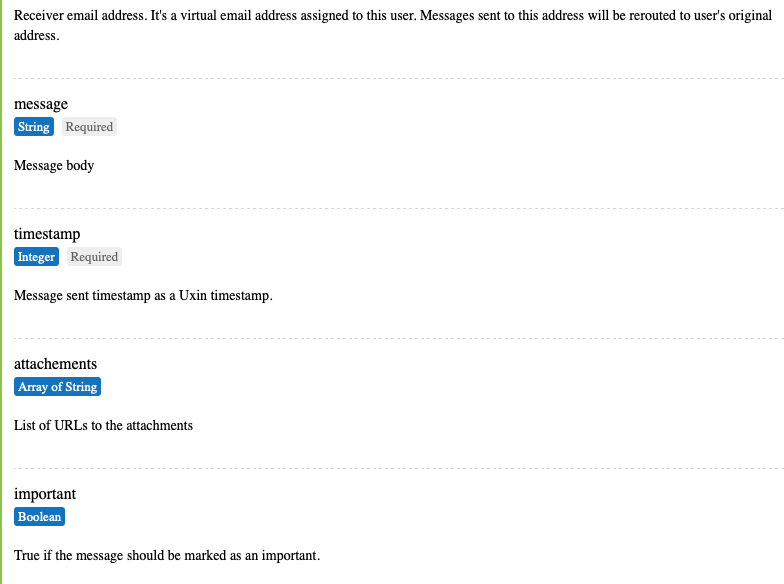 Receiver email address. It's a virtual email address assigned to this user. Messages sent to this address will be rerouted to user's original
address.
message
String Required
Message body
timestamp
Integer Required
Message sent timestamp as a Uxin timestamp.
attachements
Array of String
List of URLs to the attachments
important
Boolean
True if the message should be marked as an important.